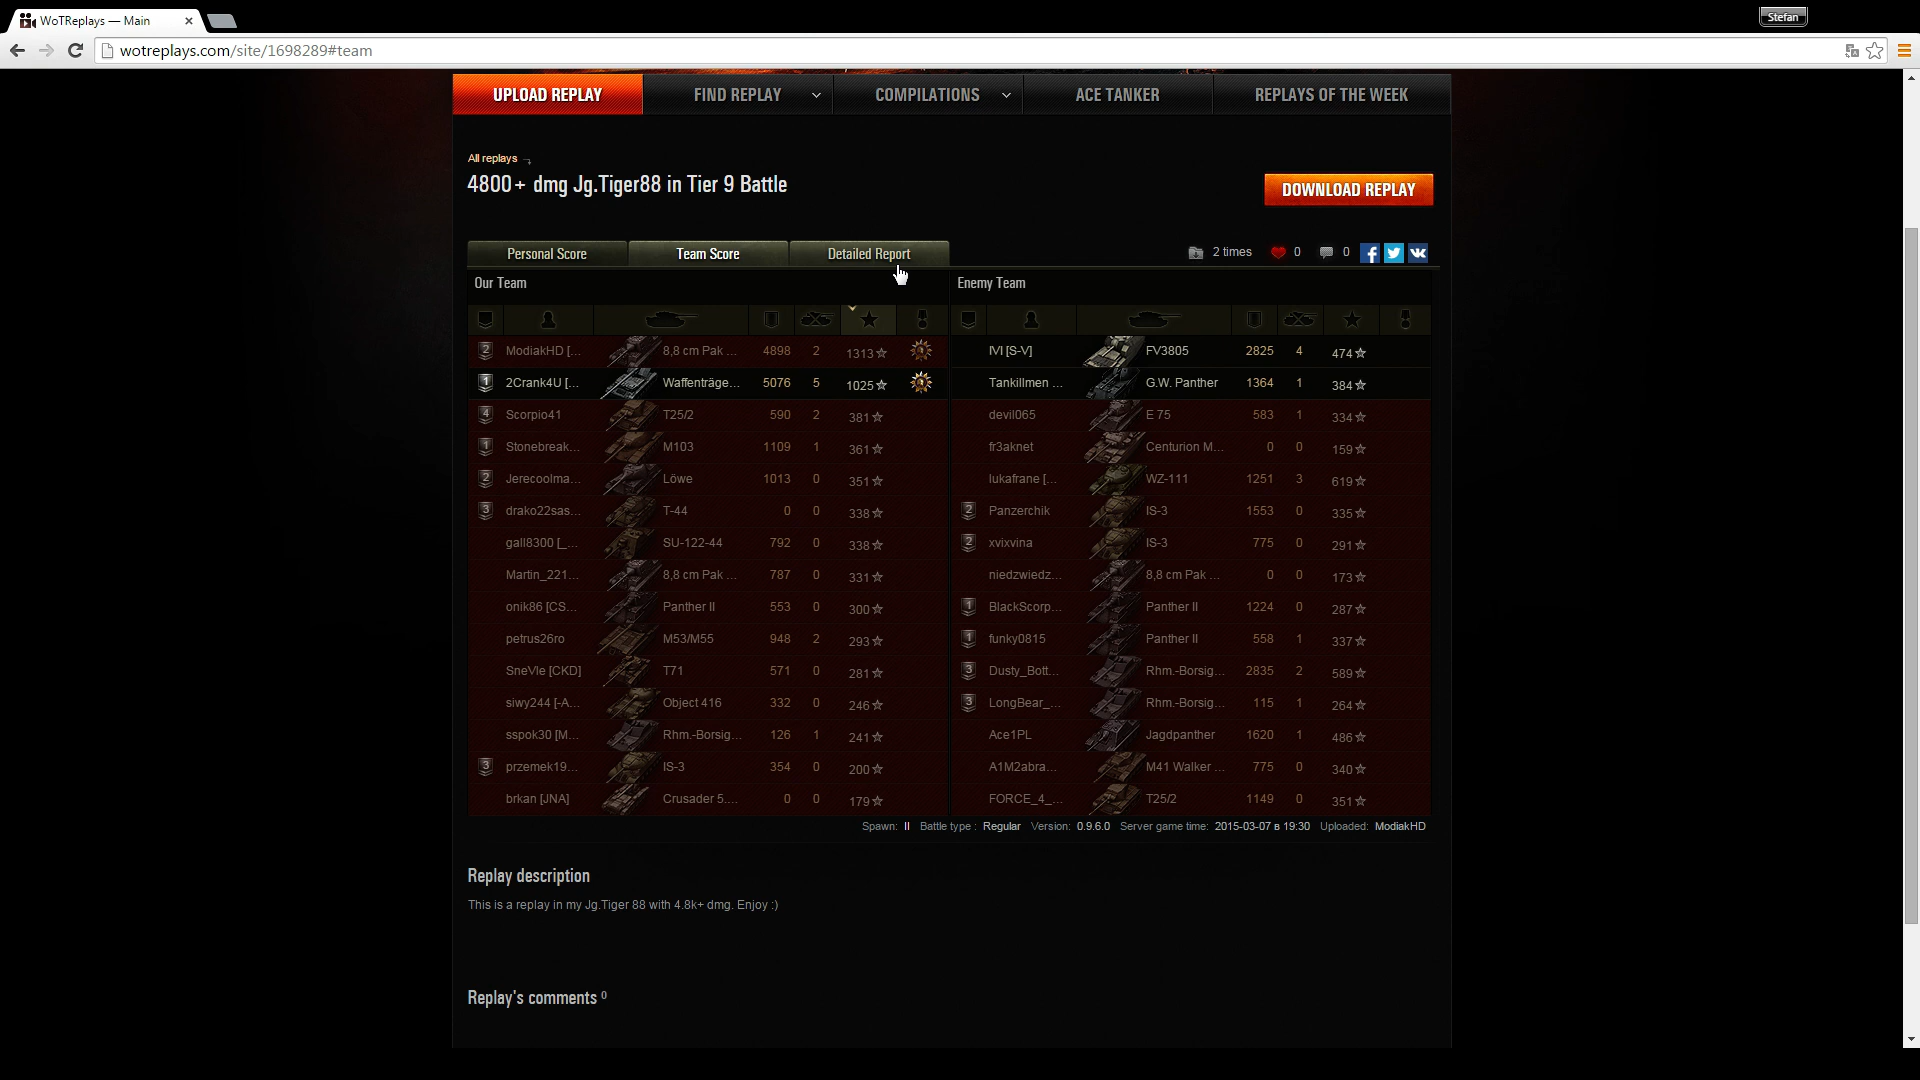 WoTReplays — Main
Stefan
wotreplays.com/site/1698289#team
UPLOAD REPLAY FIND REPLAY COMPILATIONS ACE TANKER REPLAYS OF THE WEEK
All replays
4800+ dmg Jg.Tiger88 in Tier 9 Battle
DOWNLOAD REPLAY
Personal Score Team Score Detailed Report 2 times 0 0
Our Team Enemy Team
2 ModiakHD [... 8,8 cm Pak ... 4898 2 1313 IVI [S-V] FV3805 2825 4 474
1 2Crank4U [... Waffenträge... 5076 5 1025 Tankillmen ... G.W. Panther 1364 1 384
4 Scorpio41 T25/2 590 2 381 devil065 E 75 583 1 334
1 Stonebreak... M103 1109 1 361 fr3aknet Centurion M... 0 0 159
2 Jerecoolma... Löwe 1013 0 351 lukafrane [... WZ-111 1251 3 619
3 drako22sas... T-44 0 0 338 2 Panzerchik IS-3 1553 0 335
gall8300 [_... SU-122-44 792 0 338 2 xvixvina IS-3 775 0 291
Martin_221... 8,8 cm Pak ... 787 0 331 niedzwiedz... 8,8 cm Pak ... 0 0 173
onik86 [CS... Panther II 553 0 300 1 BlackScorp... Panther II 1224 0 287
petrus26ro M53/M55 948 2 293 1 funky0815 Panther II 558 1 337
SneVle [CKD] T71 571 0 281 3 Dusty_Bott... Rhm.-Borsig... 2835 2 589
siwy244 [-A... Object 416 332 0 246 3 LongBear_... Rhm.-Borsig... 115 1 264
sspok30 [M... Rhm.-Borsig... 126 1 241 Ace1PL Jagdpanther 1620 1 486
3 przemek19... IS-3 354 0 200 A1M2abra... M41 Walker ... 775 0 340
brkan [JNA] Crusader 5.... 0 0 179 FORCE_4_... T25/2 1149 0 351
Spawn: II Battle type : Regular Version: 0.9.6.0 Server game time: 2015-03-07 в 19:30 Uploaded: ModiakHD
Replay description
This is a replay in my Jg.Tiger 88 with 4.8k+ dmg. Enjoy :)
Replay's comments 0